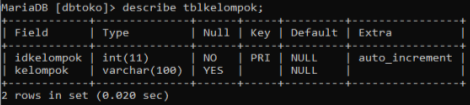 MariaDB [dbtoko]> describe tblkelompok;
+------------+--------------+------+-----+---------+----------------+
| Field      | Type         | Null | Key | Default | Extra          |
+------------+--------------+------+-----+---------+----------------+
| idkelompok | int(11)      | NO   | PRI | NULL    | auto_increment |
| kelompok   | varchar(100) | YES  |     | NULL    |                |
+------------+--------------+------+-----+---------+----------------+
2 rows in set (0.020 sec)